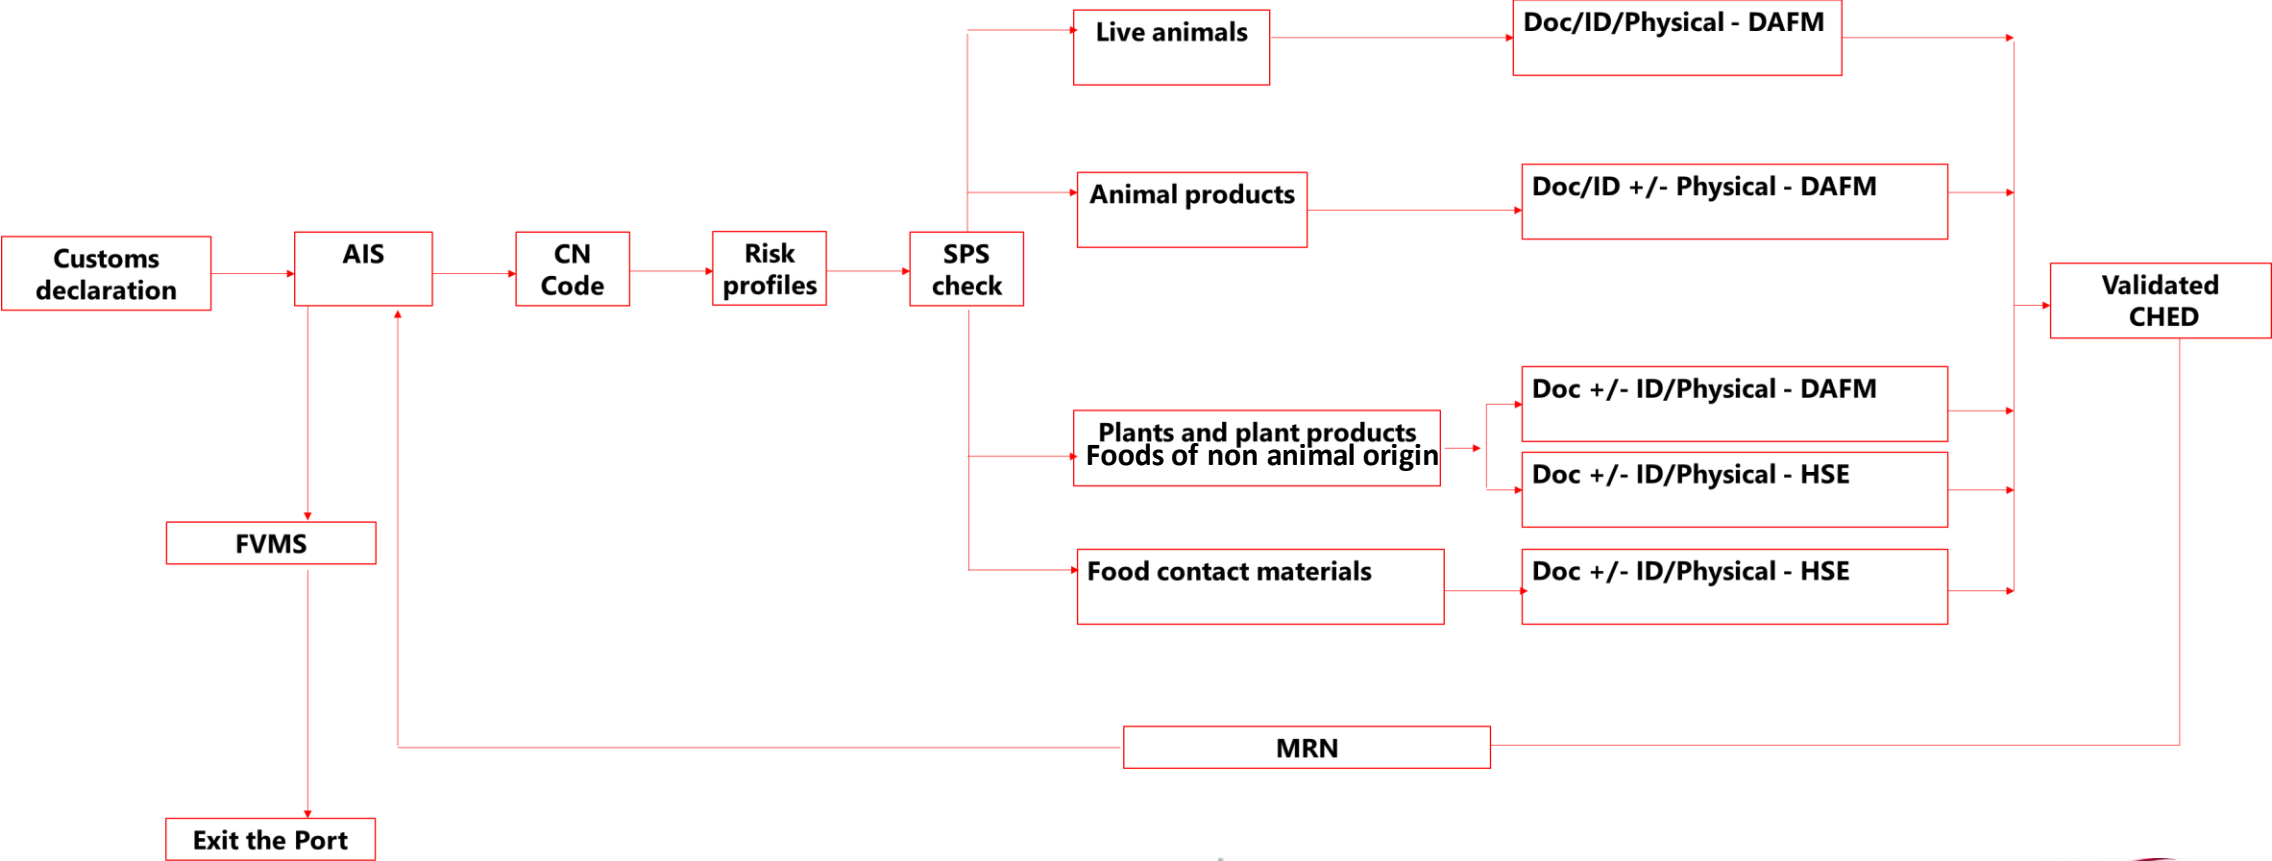 Live animals
Doc/ID/Physical - DAFM
Animal products
Doc/ID +/- Physical - DAFM
Customs
declaration
AIS
CN
Code
Risk
profiles
SPS
check
Validated
CHED
Plants and plant products
Foods of non animal origin
Doc +/- ID/Physical - DAFM
Doc +/- ID/Physical - HSE
Food contact materials
Doc +/- ID/Physical - HSE
FVMS
MRN
Exit the Port